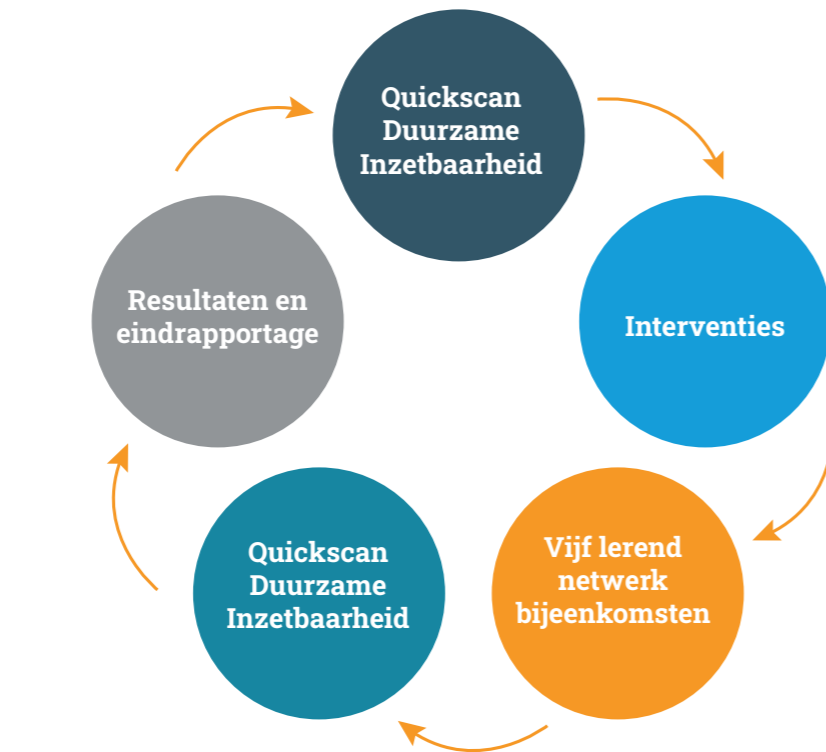 Quickscan
Duurzame
Inzetbaarheid
Interventies
Vijf lerend
netwerk
bijeenkomsten
Quickscan
Duurzame
Inzetbaarheid
Resultaten en
eindrapportage